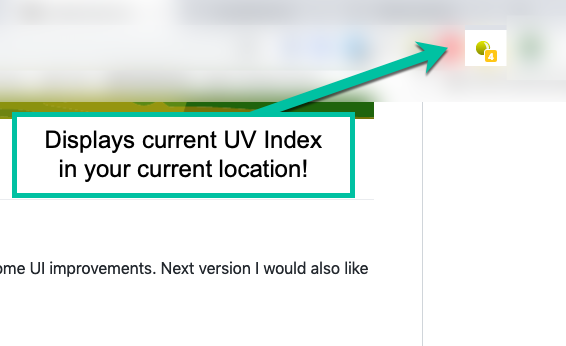 4
Displays current UV Index
in your current location!
ome UI improvements. Next version I would also like